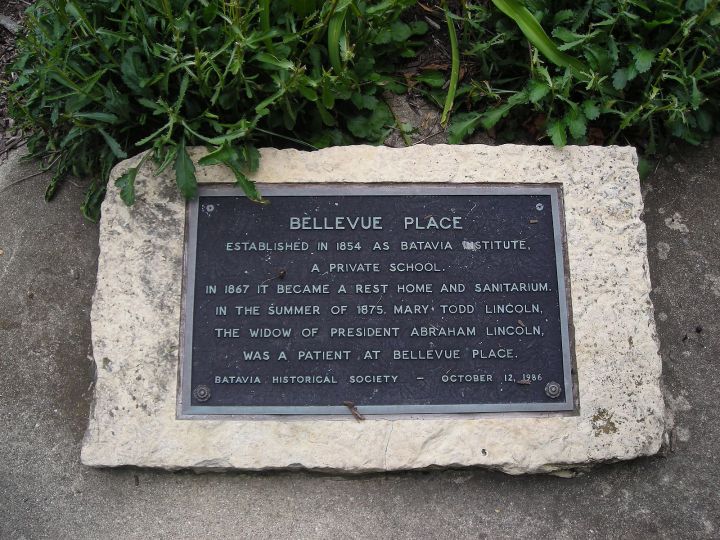 BELLEVUE PLACE
ESTABLISHED IN 1854 AS BATAVIA INSTITUTE,
A PRIVATE SCHOOL.
IN 1867 IT BECAME A REST HOME AND SANITARIUM.
IN THE SUMMER OF 1875, MARY TODD LINCOLN,
THE WIDOW OF PRESIDENT ABRAHAM LINCOLN,
WAS A PATIENT AT BELLEVUE PLACE.
BATAVIA HISTORICAL SOCIETY – OCTOBER 12, 1986